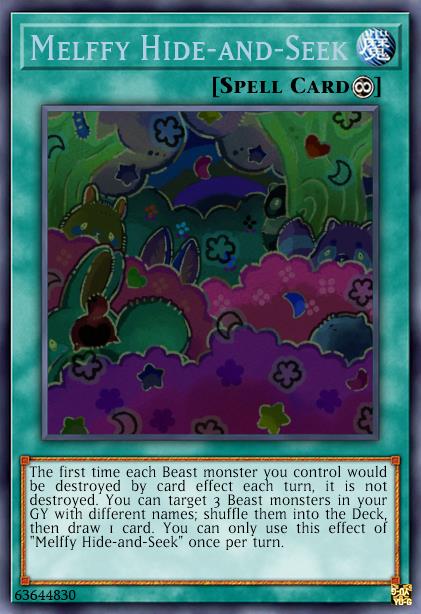 Melffy Hide-and-Seek
魔
[Spell Card∞]
The first time each Beast monster you control would
be destroyed by card effect each turn, it is not
destroyed. You can target 3 Beast monsters in your
GY with different names; shuffle them into the Deck,
then draw 1 card. You can only use this effect of
"Melffy Hide-and-Seek" once per turn.
63644830